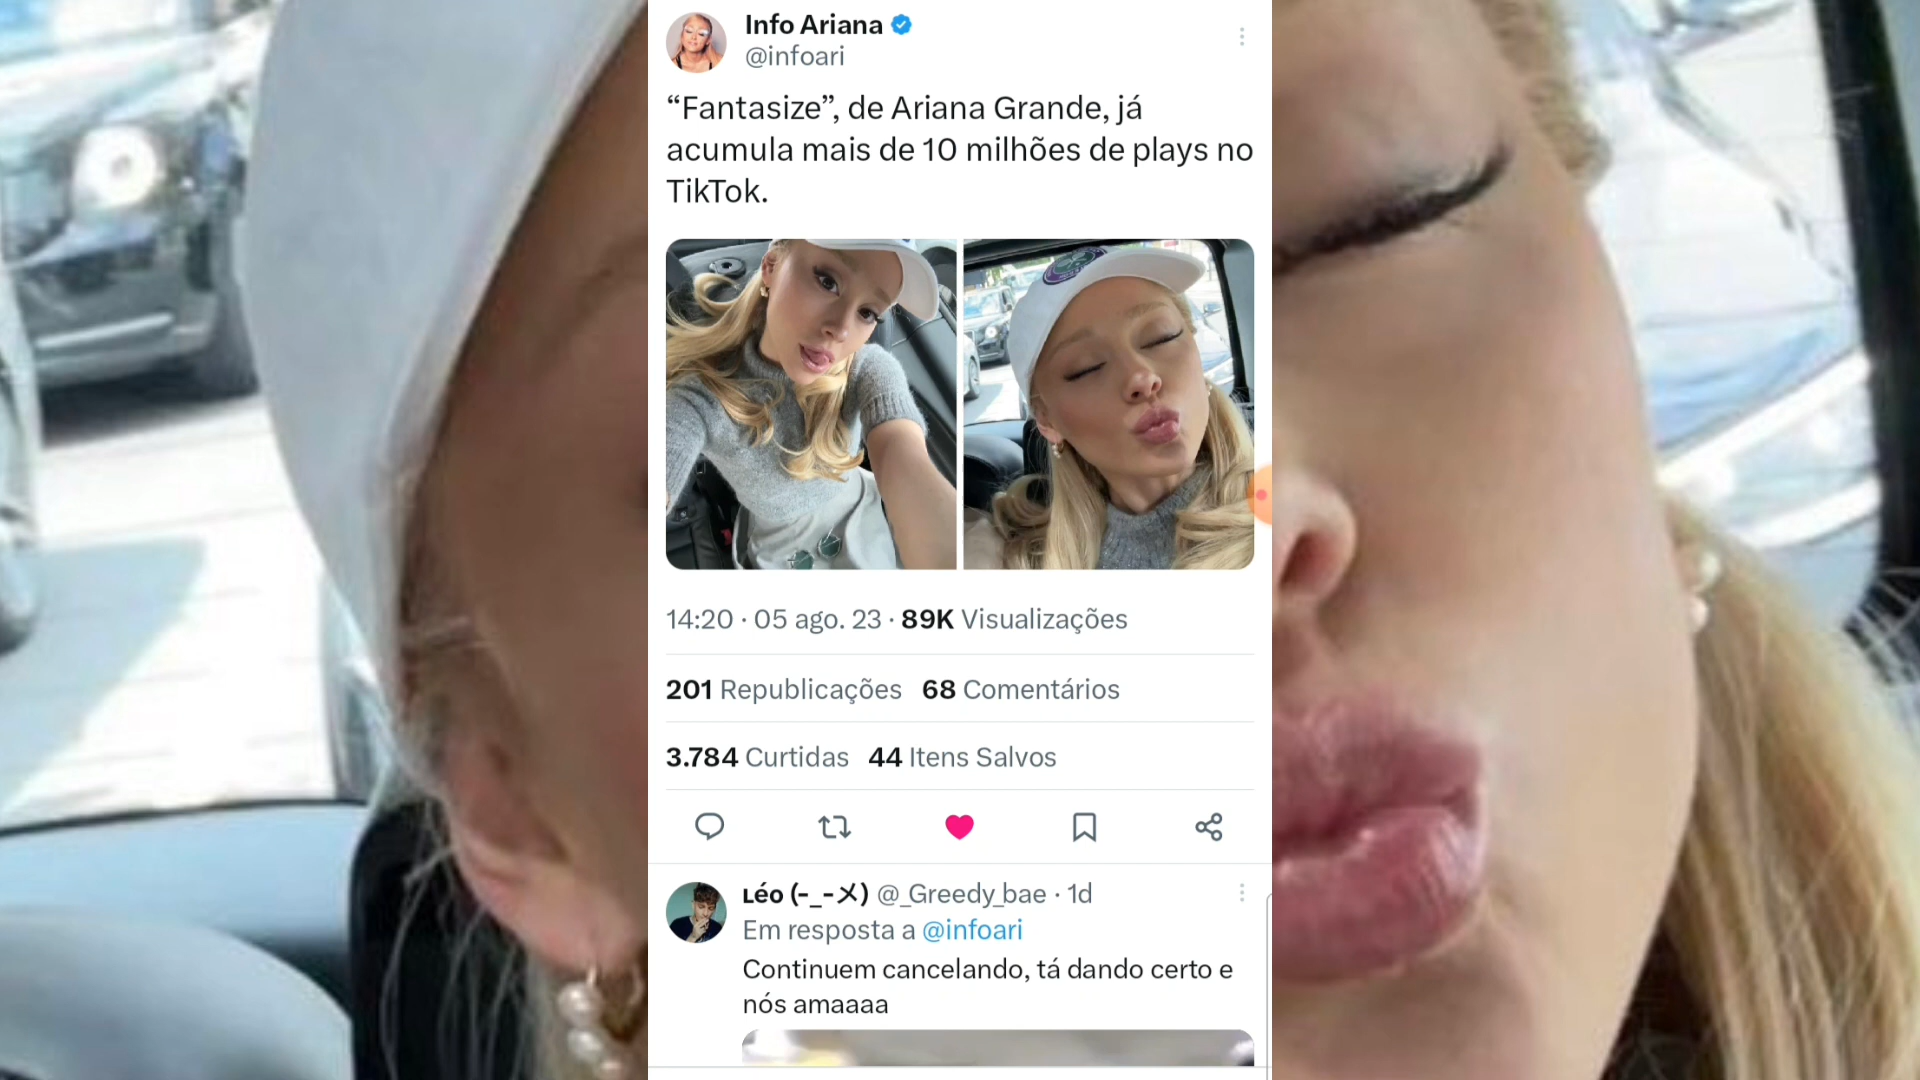 Info Ariana
@infoari
“Fantasize”, de Ariana Grande, já
acumula mais de 10 milhões de plays no
TikTok.
14:20 · 05 ago. 23 · 89K Visualizações
201 Republicações 68 Comentários
3.784 Curtidas 44 Itens Salvos
ʟéo (-_-メ) @_Greedy_bae · 1d
Em resposta a @infoari
Continuem cancelando, tá dando certo e
nós amaaaa